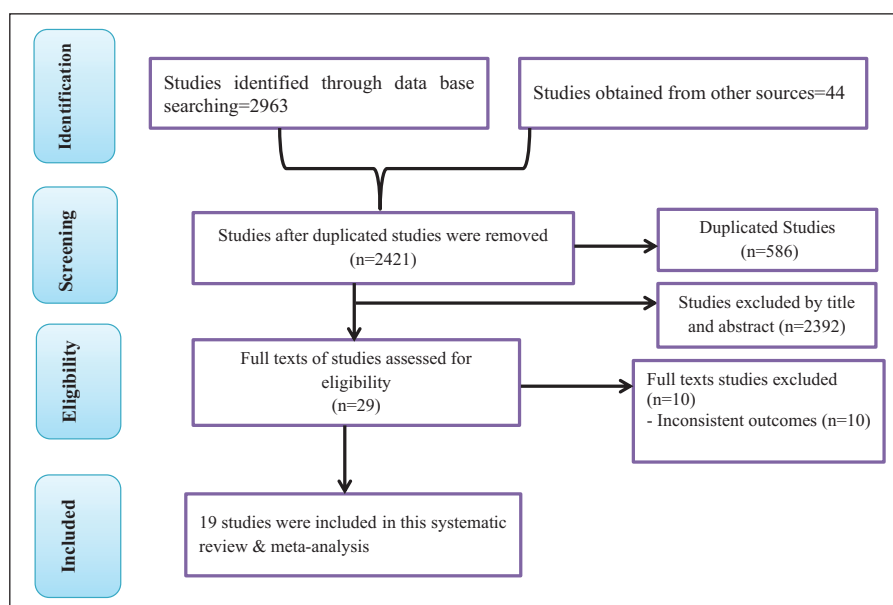 Identification
Studies identified through data base
searching=2963
Studies obtained from other sources=44
Screening
Studies after duplicated studies were removed
(n=2421)
Duplicated Studies
(n=586)
Studies excluded by title
and abstract (n=2392)
Eligibility
Full texts of studies assessed for
eligibility
(n=29)
Full texts studies excluded
(n=10)
- Inconsistent outcomes (n=10)
Included
19 studies were included in this systematic
review & meta-analysis